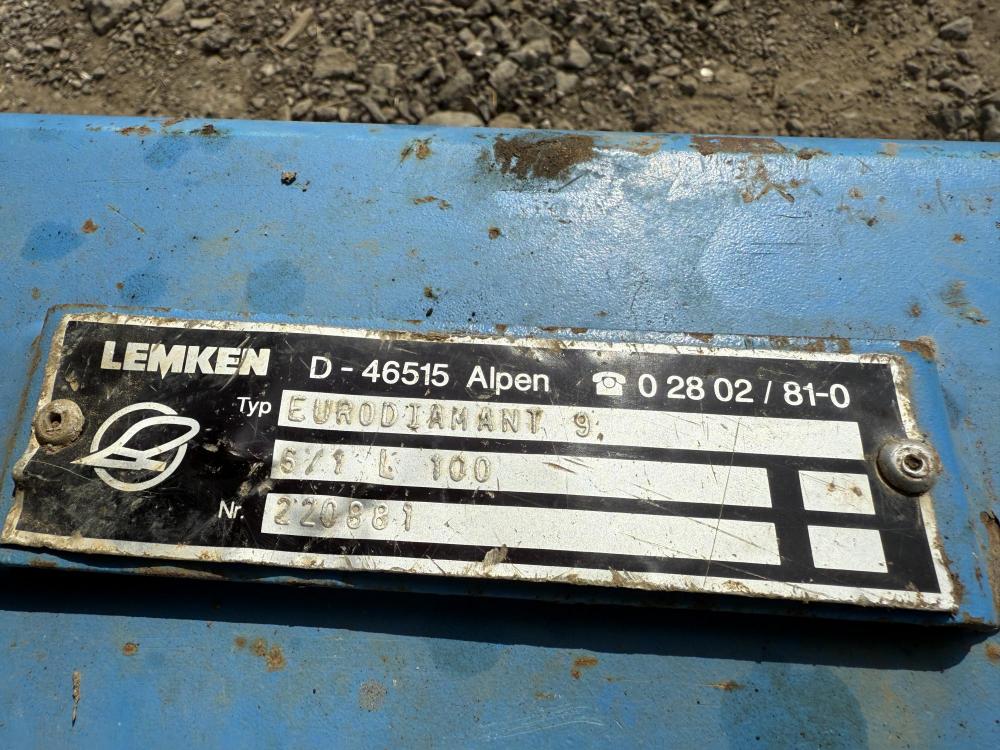 LEMKEN D-46515 Alpen ☎ 0 28 02 / 81-0
Typ EURODIAMANT 9
6/1 L 100
Nr. 220881